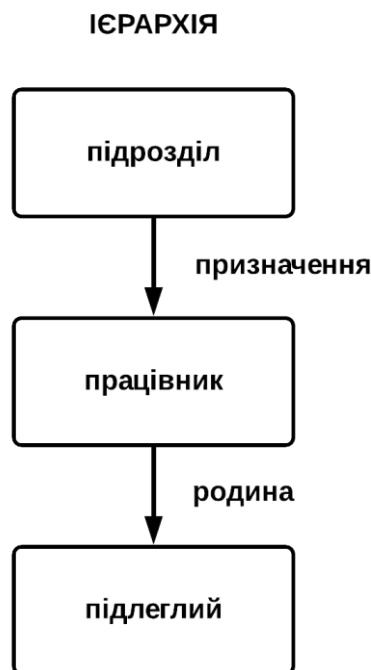 ІЄРАРХІЯ
підрозділ
призначення
працівник
родина
підлеглий